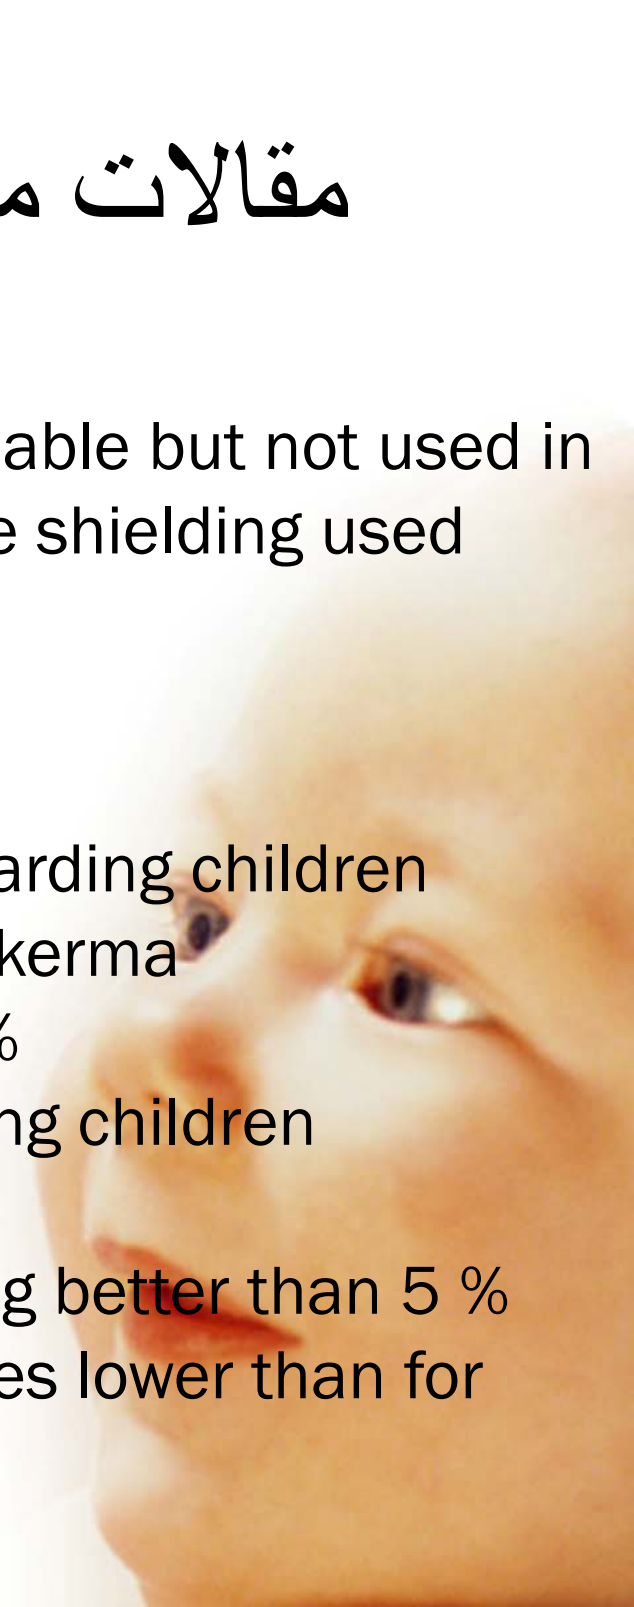 مقالات م
able but not used in
e shielding used
arding children
kerma
%
ng children
g better than 5 %
es lower than for